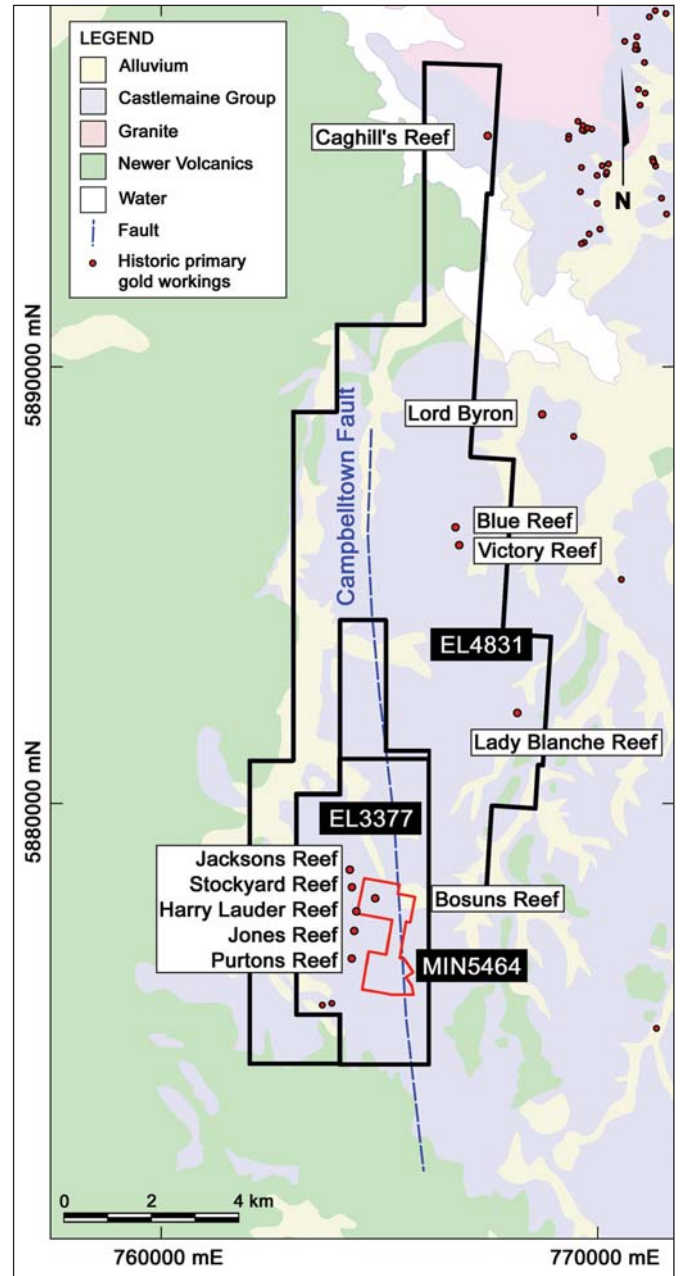 LEGEND
Alluvium
Castlemaine Group
Granite
Newer Volcanics
Water
Fault
Historic primary
gold workings
Caghill's Reef
N
5890000 mN
Lord Byron
Campbelltown Fault
Blue Reef
Victory Reef
EL4831
Lady Blanche Reef
5880000 mN
EL3377
Jacksons Reef
Stockyard Reef
Harry Lauder Reef
Jones Reef
Purtons Reef
Bosuns Reef
MIN5464
0 2 4 km
760000 mE
770000 mE